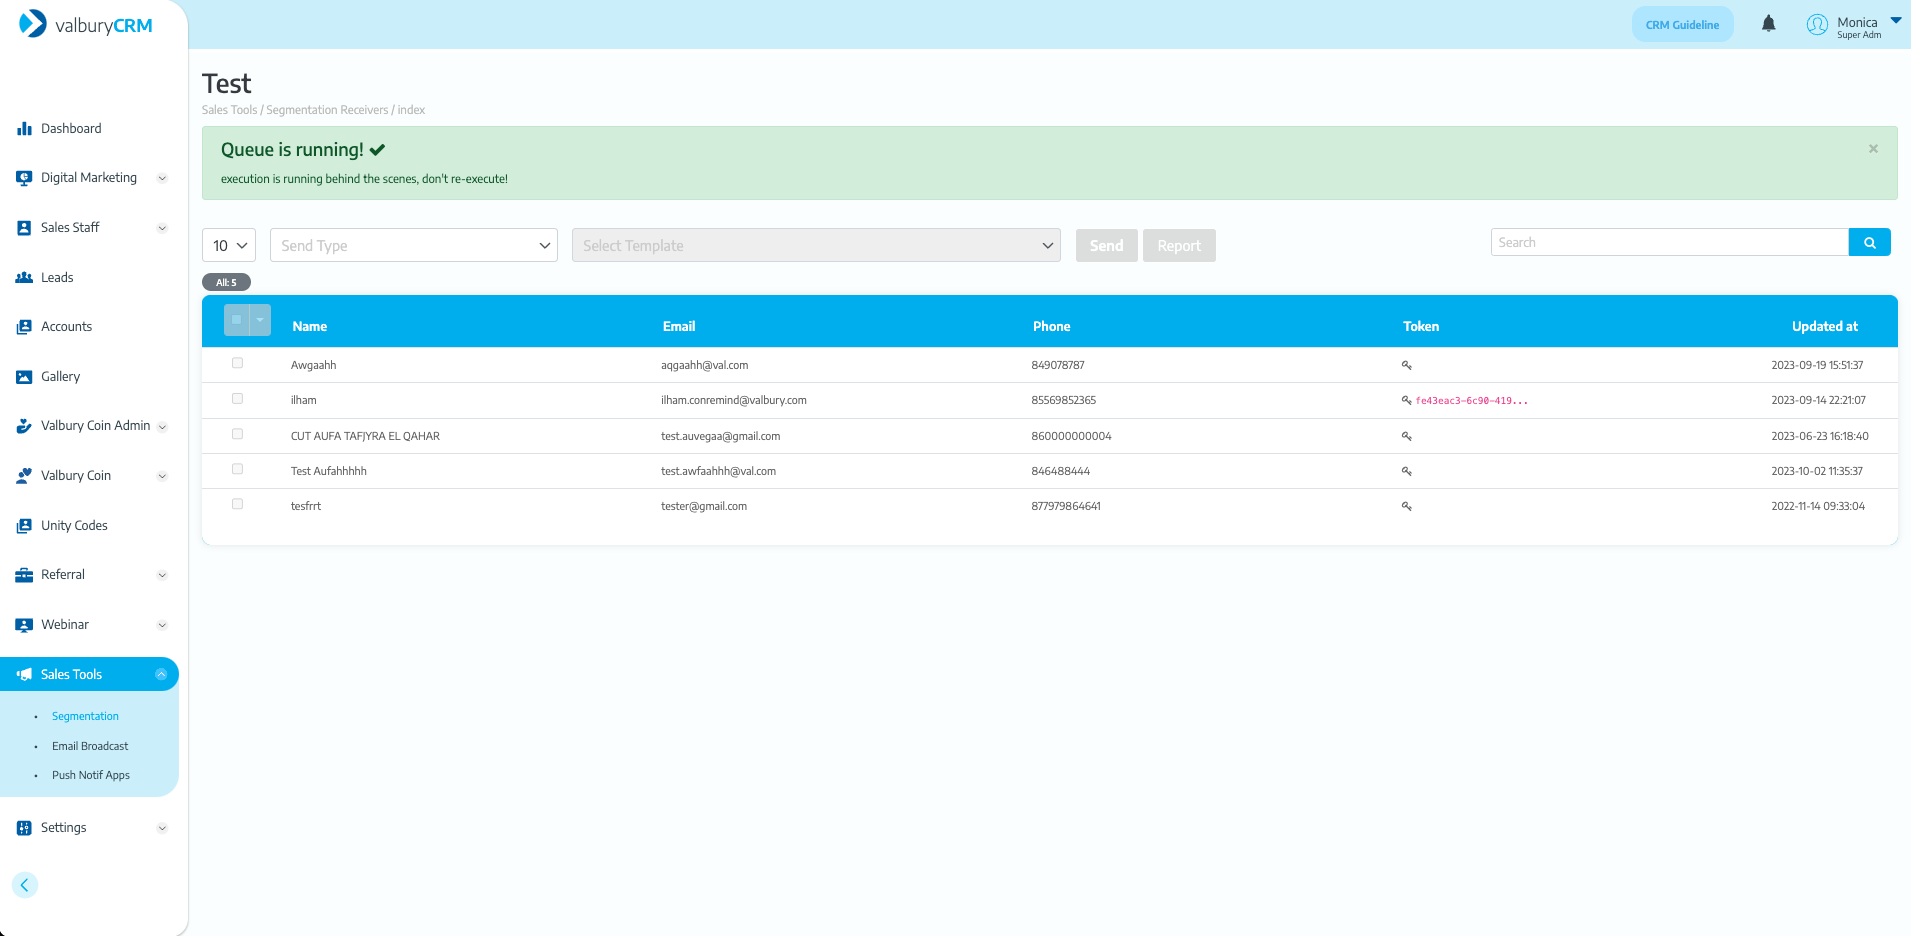 valburyCRM
CRM Guideline
Monica
Super Adm
Dashboard
Digital Marketing
Sales Staff
Leads
Accounts
Gallery
Valbury Coin Admin
Valbury Coin
Unity Codes
Referral
Webinar
Sales Tools
• Segmentation
• Email Broadcast
• Push Notif Apps
Settings
Test
Sales Tools / Segmentation Receivers / index
Queue is running!
×
execution is running behind the scenes, don't re-execute!
10 Send Type Select Template Send Report Search
All: 5
Name Email Phone Token Updated at
Awgaahh aqgaahh@val.com 849078787 2023-09-19 15:51:37
ilham ilham.conremind@valbury.com 85569852365 fe43eac3-6c90-419... 2023-09-14 22:21:07
CUT AUFA TAFJYRA EL QAHAR test.auvegaa@gmail.com 860000000004 2023-06-23 16:18:40
Test Aufahhhhh test.awfaahhh@val.com 846488444 2023-10-02 11:35:37
tesfrrt tester@gmail.com 877979864641 2022-11-14 09:33:04